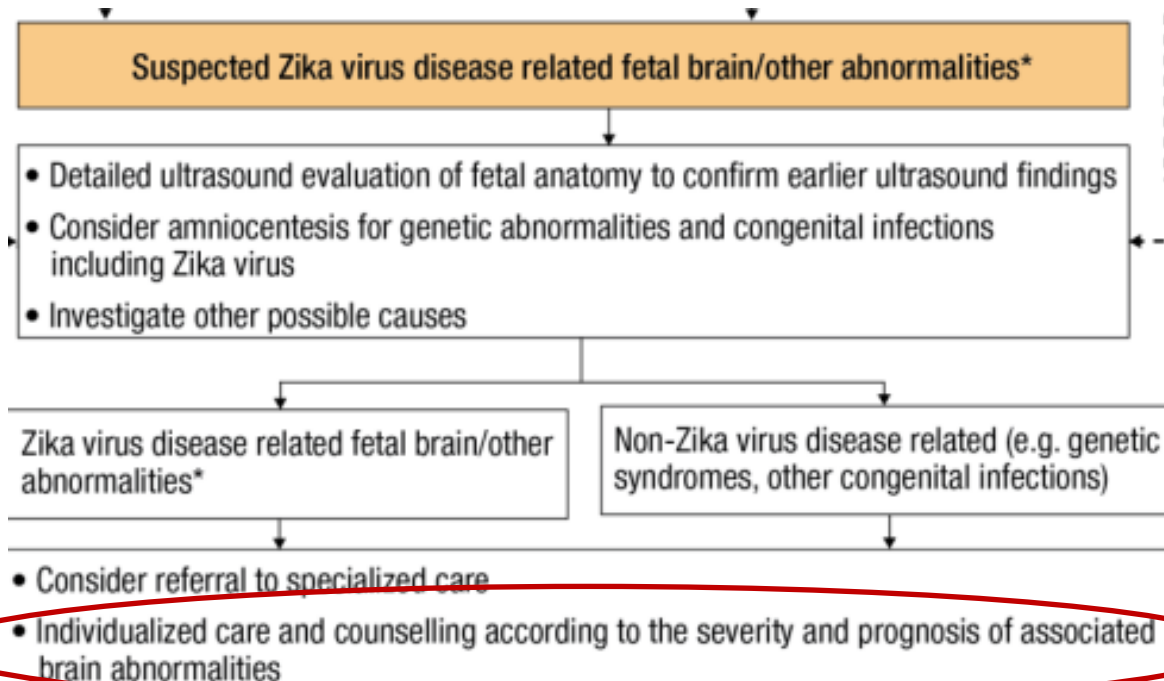 Suspected Zika virus disease related fetal brain/other abnormalities*
• Detailed ultrasound evaluation of fetal anatomy to confirm earlier ultrasound findings
• Consider amniocentesis for genetic abnormalities and congenital infections
including Zika virus
• Investigate other possible causes
Zika virus disease related fetal brain/other
abnormalities*
Non-Zika virus disease related (e.g. genetic
syndromes, other congenital infections)
• Consider referral to specialized care
• Individualized care and counselling according to the severity and prognosis of associated
brain abnormalities